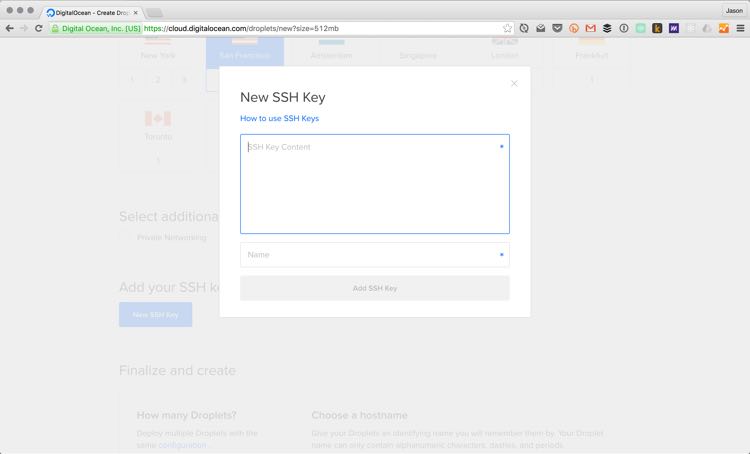 DigitalOcean - Create Drop
Jason
Digital Ocean, Inc. [US] https://cloud.digitalocean.com/droplets/new?size=512mb
New York San Francisco Amsterdam Singapore London Frankfurt
1 2 3 1
Toronto
1
New SSH Key
How to use SSH Keys
SSH Key Content
*
Select additiona
Private Networking
Name *
Add your SSH ke
Add SSH Key
New SSH Key
Finalize and create
How many Droplets? Choose a hostname
Deploy multiple Droplets with the Give your Droplets an identifying name you will remember them by. Your Droplet
same configuration. name can only contain alphanumeric characters, dashes, and periods.